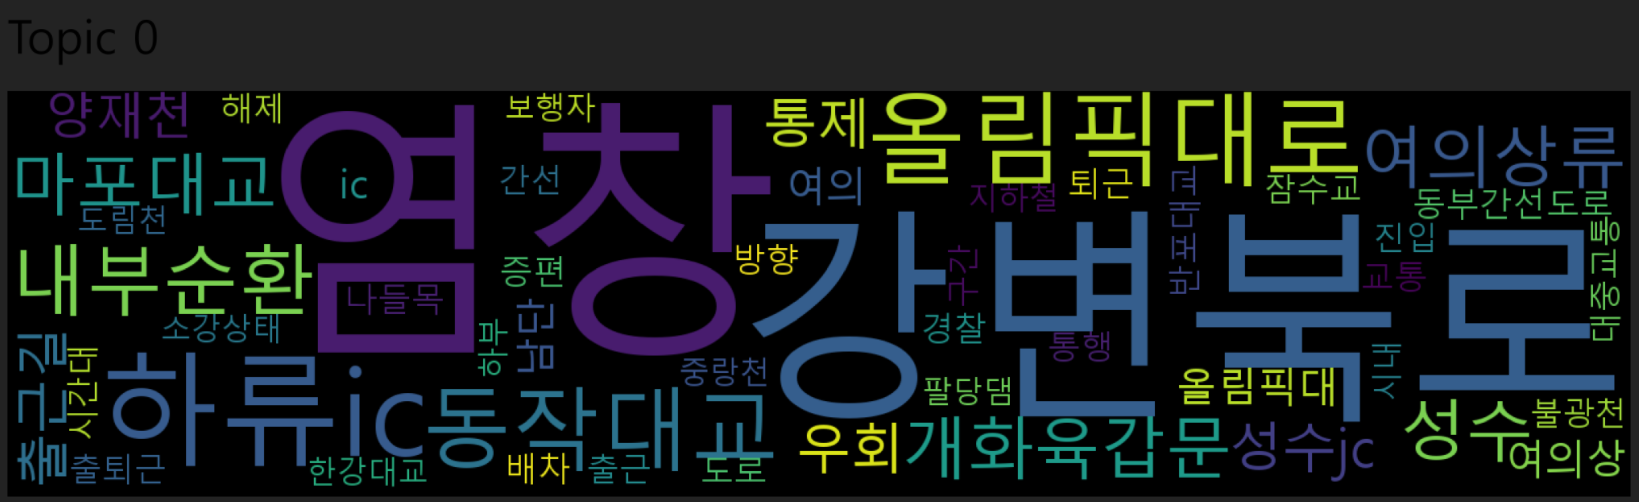 Topic 0
양재천
해제
보행자
통제
올림픽대로
여의상류
마포대교
염창
ic
간선
여의
지하철
퇴근
반포대교
잠수교
동부간선도로
도림천
강변북로
진입
내부순환
나들목
증편
방향
구간
교통
대중교통
소강상태
하부
남단
경찰
통행
시내
출근길
시간대
하류ic
동작대교
중랑천
팔당댐
올림픽대
성수
불광천
출퇴근
한강대교
배차
출근
도로
우회
개화육갑문
성수jc
여의상